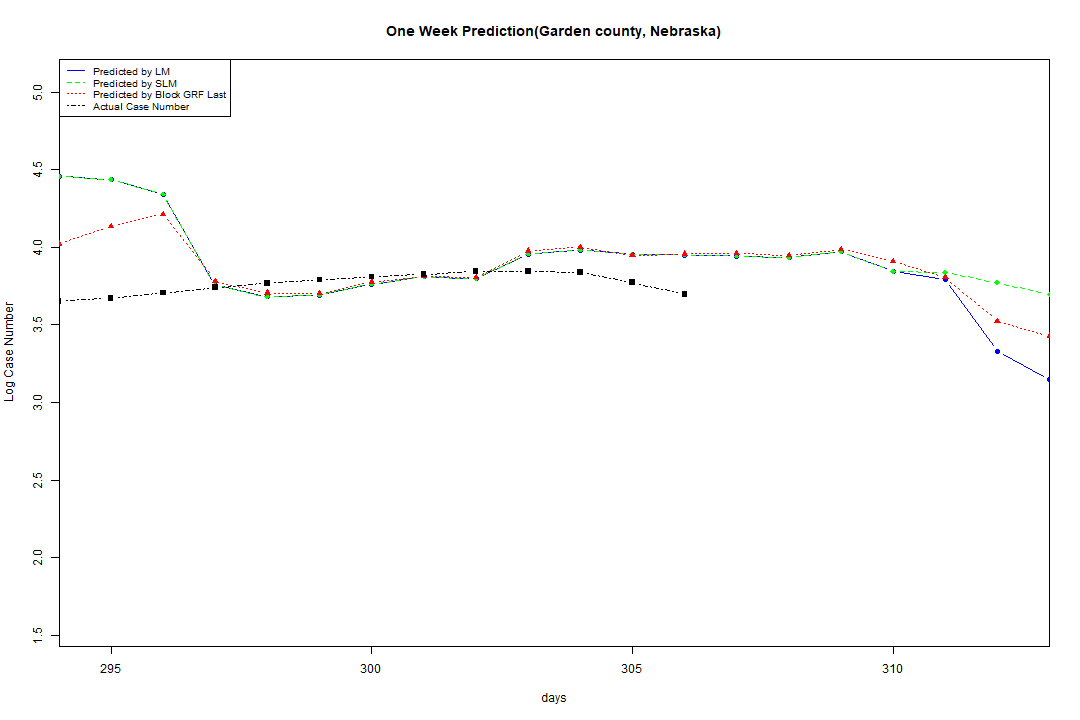 One Week Prediction(Garden county, Nebraska)
Predicted by LM
Predicted by SLM
Predicted by Block GRF Last
Actual Case Number
5.0
4.5
4.0
3.5
3.0
2.5
2.0
1.5
Log Case Number
295 300 305 310
days